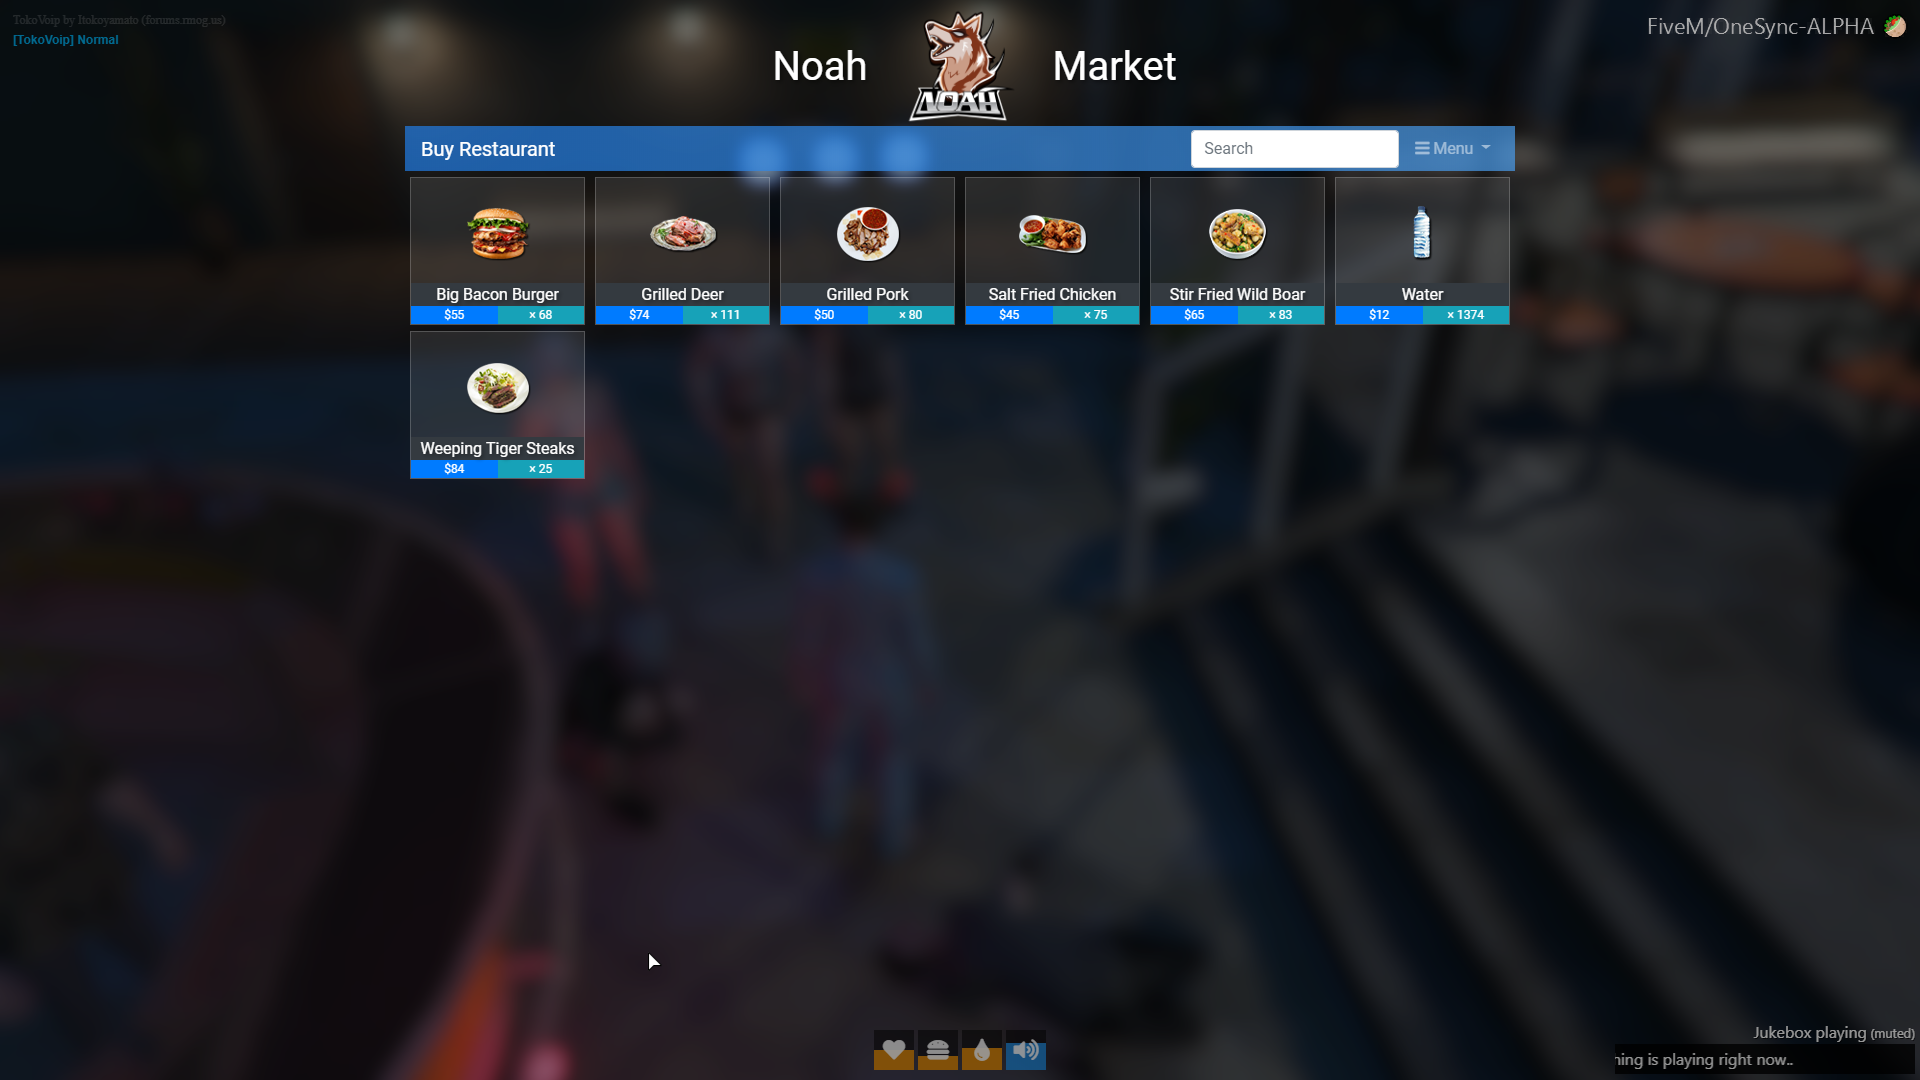 TokoVoip by Itokoyamato (forums.rmog.us)
[TokoVoip] Normal
FiveM/OneSync-ALPHA
Noah
NOAH
Market
Buy Restaurant
Search
Menu
Big Bacon Burger
$55 × 68
Grilled Deer
$74 × 111
Grilled Pork
$50 × 80
Salt Fried Chicken
$45 × 75
Stir Fried Wild Boar
$65 × 83
Water
$12 × 1374
Weeping Tiger Steaks
$84 × 25
Jukebox playing (muted)
hing is playing right now..